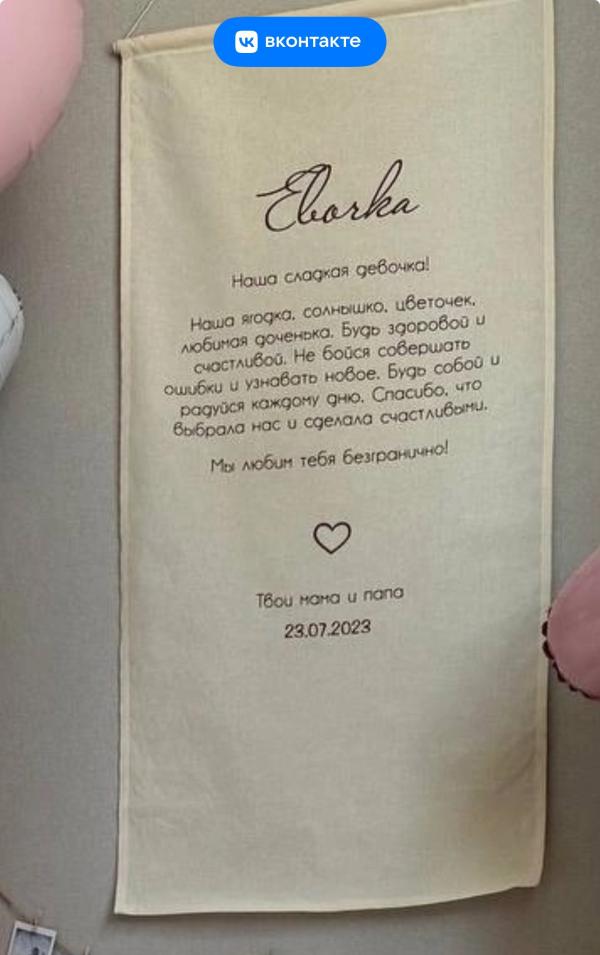 вконтакте
Евочка
Наша сладкая девочка!
Наша ягодка, солнышко, цветочек,
любимая доченька. Будь здоровой и
счастливой. Не бойся совершать
ошибки и узнавать новое. Будь собой и
радуйся каждому дню. Спасибо, что
выбрала нас и сделала счастливыми.
Мы любим тебя безгранично!
Твои мама и папа
23.07.2023